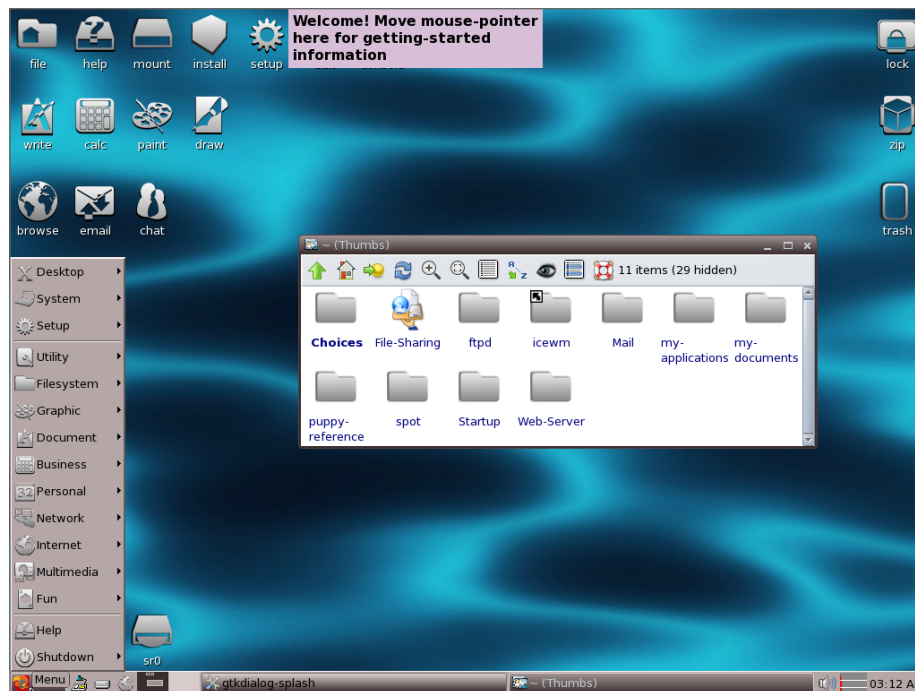 Welcome! Move mouse-pointer
here for getting-started
information
file
help
mount
install
setup
lock
write
calc
paint
draw
zip
browse
email
chat
trash
~ (Thumbs)
11 items (29 hidden)
Choices
File-Sharing
ftpd
icewm
Mail
my-
applications
my-
documents
puppy-
reference
spot
Startup
Web-Server
Desktop
System
Setup
Utility
Filesystem
Graphic
Document
Business
32 Personal
Network
Internet
Multimedia
Fun
Help
Shutdown
sr0
Menu
gtkdialog-splash
~ (Thumbs)
03:12 A